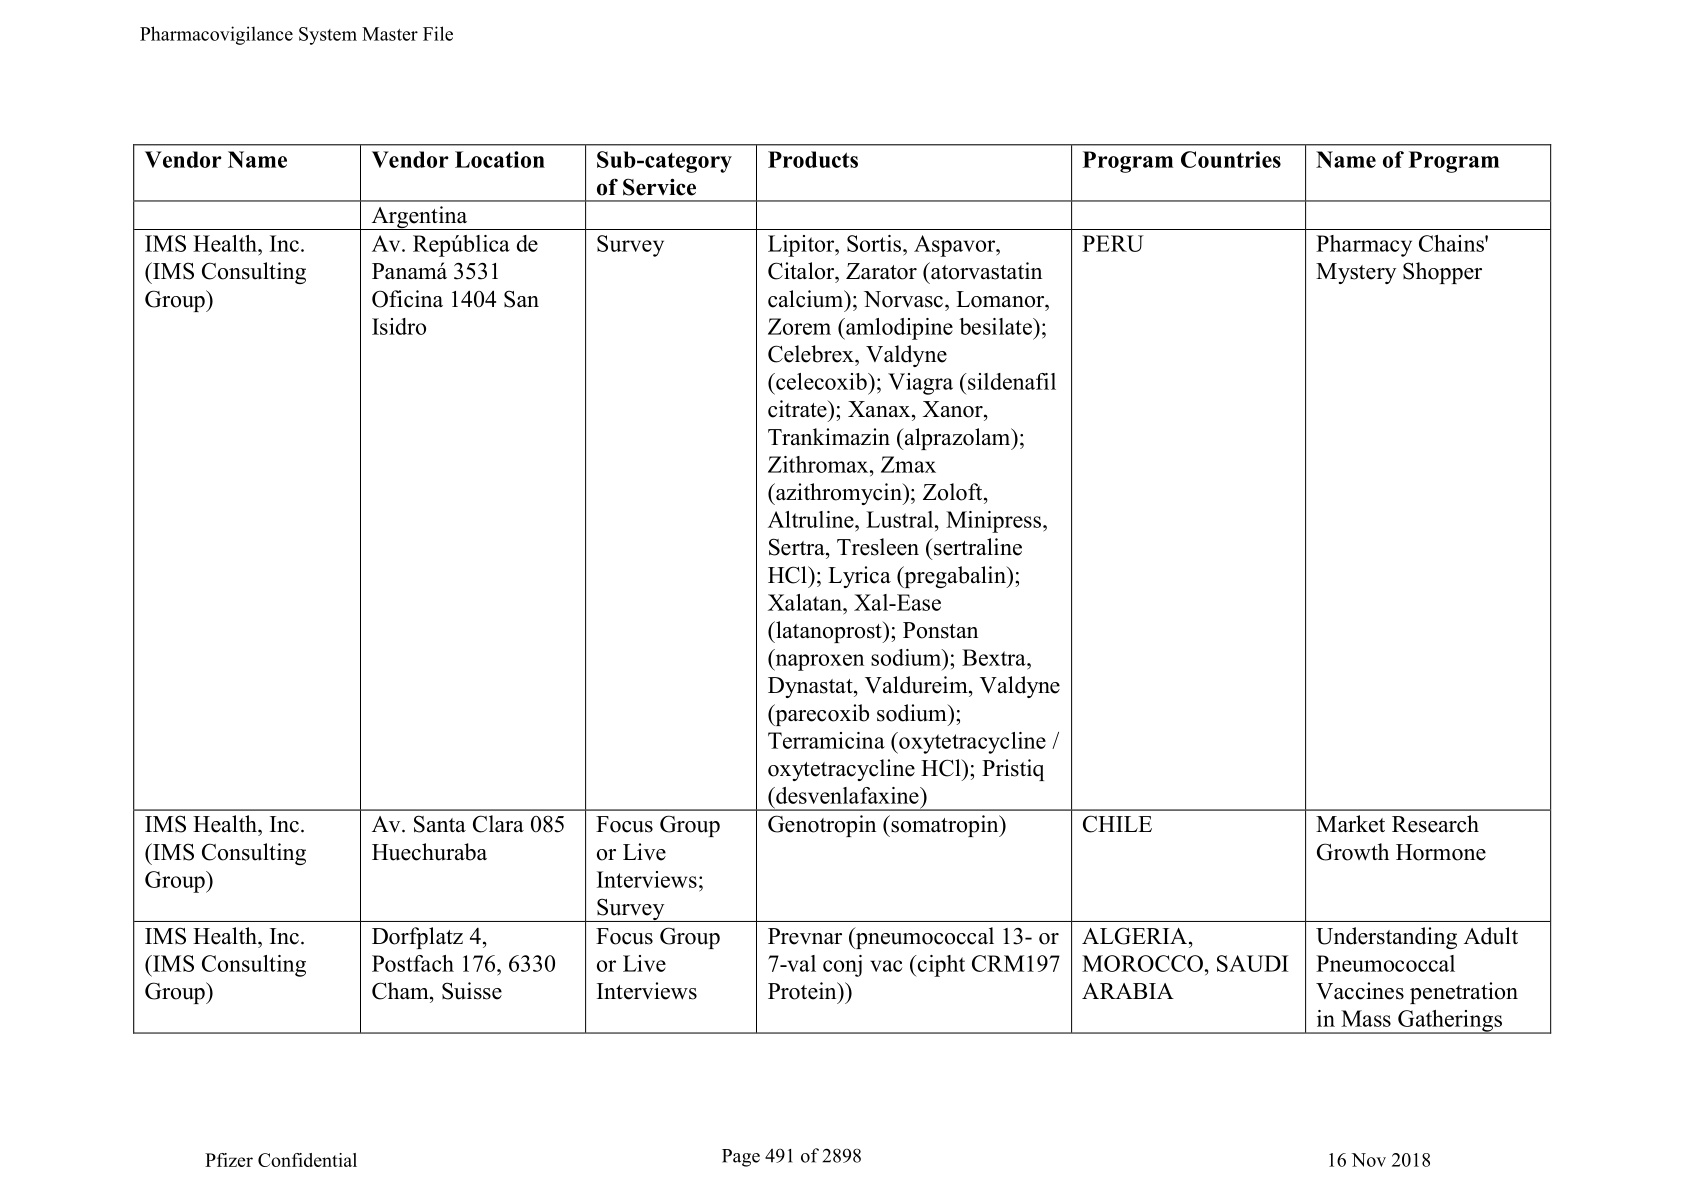 Pharmacovigilance System Master File
Vendor Name
Vendor Location
Sub-category
of Service
Products
Program Countries
Name of Program
Argentina
IMS Health, Inc.
(IMS Consulting
Group)
Av. República de
Panamá 3531
Oficina 1404 San
Isidro
Survey
Lipitor, Sortis, Aspavor,
Citalor, Zarator (atorvastatin
calcium); Norvasc, Lomanor,
Zorem (amlodipine besilate);
Celebrex, Valdyne
(celecoxib); Viagra (sildenafil
citrate); Xanax, Xanor,
Trankimazin (alprazolam);
Zithromax, Zmax
(azithromycin); Zoloft,
Altruline, Lustral, Minipress,
Sertra, Tresleen (sertraline
HCl); Lyrica (pregabalin);
Xalatan, Xal-Ease
(latanoprost); Ponstan
(naproxen sodium); Bextra,
Dynastat, Valdureim, Valdyne
(parecoxib sodium);
Terramicina (oxytetracycline /
oxytetracycline HCl); Pristiq
(desvenlafaxine)
PERU
Pharmacy Chains'
Mystery Shopper
IMS Health, Inc.
(IMS Consulting
Group)
Av. Santa Clara 085
Huechuraba
Focus Group
or Live
Interviews;
Survey
Genotropin (somatropin)
CHILE
Market Research
Growth Hormone
IMS Health, Inc.
(IMS Consulting
Group)
Dorfplatz 4,
Postfach 176, 6330
Cham, Suisse
Focus Group
or Live
Interviews
Prevnar (pneumococcal 13- or
7-val conj vac (cipht CRM197
Protein))
ALGERIA,
MOROCCO, SAUDI
ARABIA
Understanding Adult
Pneumococcal
Vaccines penetration
in Mass Gatherings
Pfizer Confidential
Page 491 of 2898
16 Nov 2018